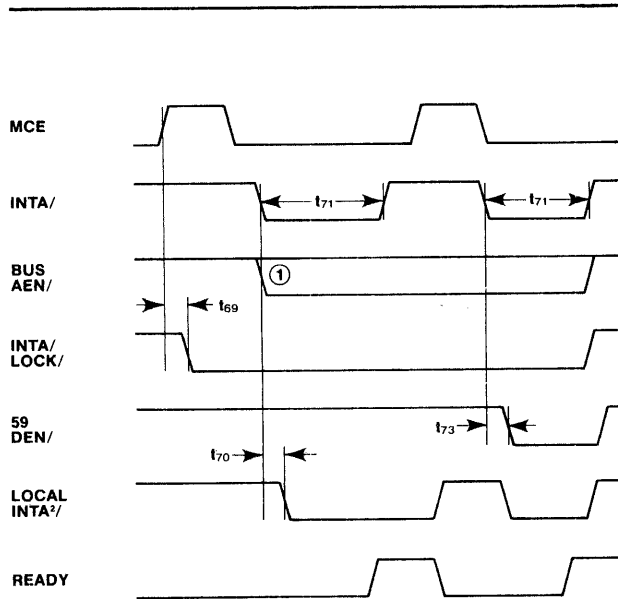 MCE
INTA/
t71
t71
BUS
AEN/
1
t69
INTA/
LOCK/
59
DEN/
t73
t70
LOCAL
INTA²/
READY